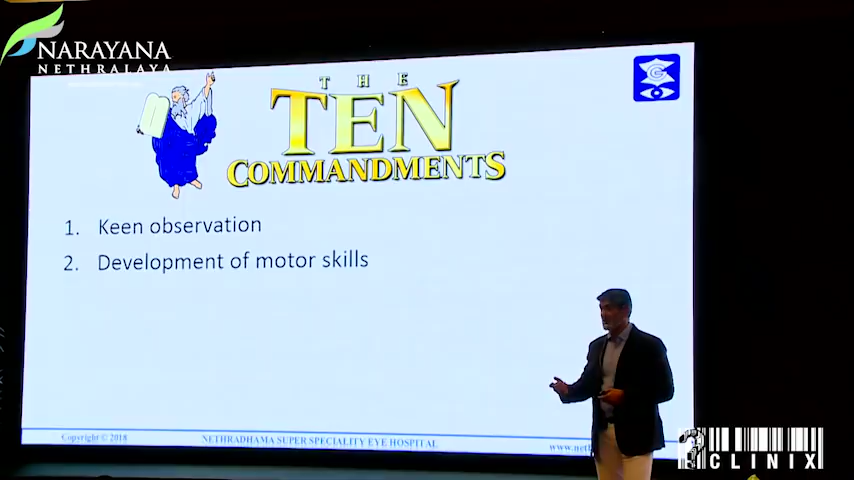 NARAYANA
NETHRALAYA
THE
TEN
COMMANDMENTS
1. Keen observation
2. Development of motor skills
Copyright © 2018
NETHRADHAMA SUPER SPECIALITY EYE HOSPITAL
CLINIX